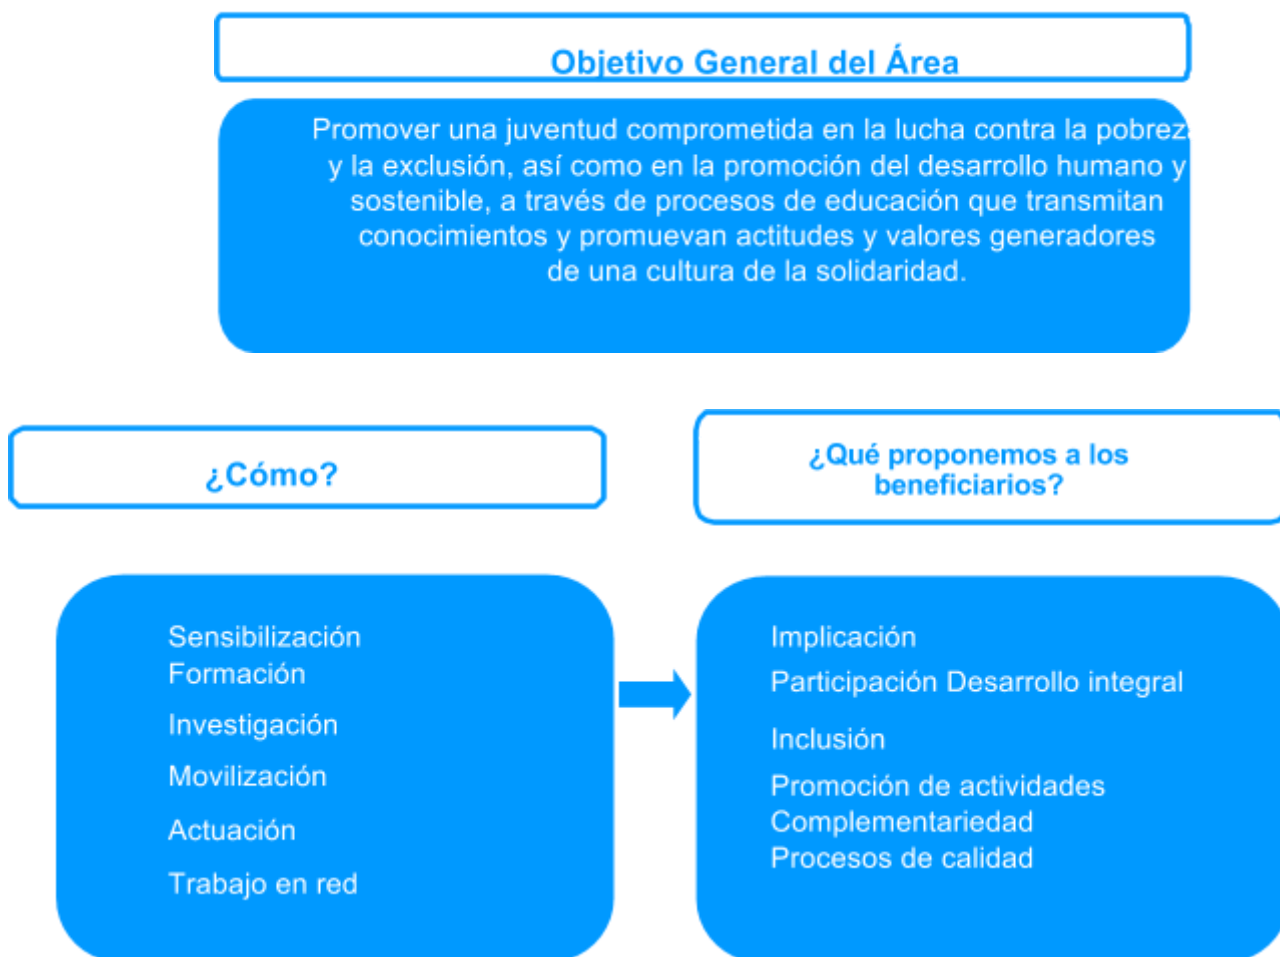 Objetivo General del Área
Promover una juventud comprometida en la lucha contra la pobreza
y la exclusión, así como en la promoción del desarrollo humano y
sostenible, a través de procesos de educación que transmitan
conocimientos y promuevan actitudes y valores generadores
de una cultura de la solidaridad.
¿Cómo?
Sensibilización
Formación
Investigación
Movilización
Actuación
Trabajo en red
¿Qué proponemos a los
beneficiarios?
Implicación
Participación Desarrollo integral
Inclusión
Promoción de actividades
Complementariedad
Procesos de calidad